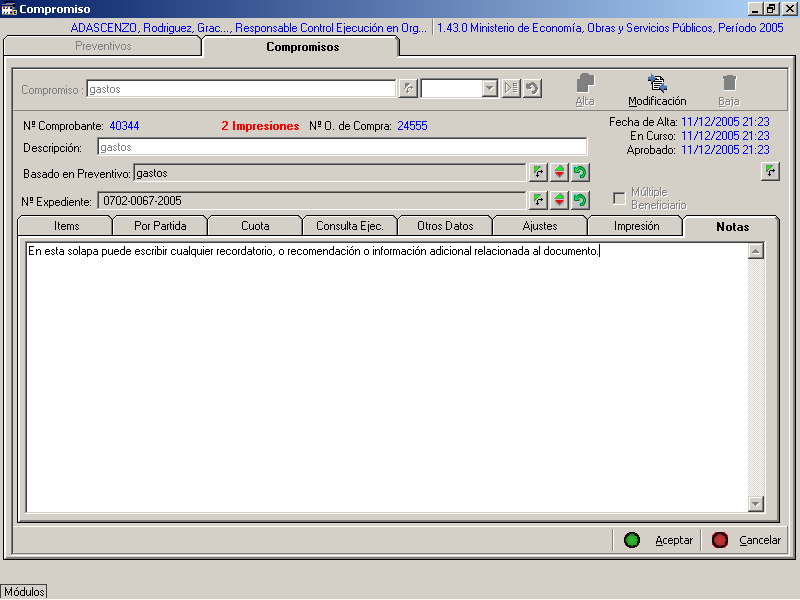 Compromiso
ADASCENZO, Rodriguez, Grac..., Responsable Control Ejecución en Org... 1.43.0 Ministerio de Economía, Obras y Servicios Públicos, Período 2005
Preventivos Compromisos
Compromiso : gastos
Alta Modificación Baja
Nº Comprobante: 40344 2 Impresiones Nº O. de Compra: 24555
Fecha de Alta: 11/12/2005 21:23
En Curso: 11/12/2005 21:23
Aprobado: 11/12/2005 21:23
Descripción: gastos
Basado en Preventivo: gastos
Nº Expediente: 0702-0067-2005
Múltiple
Beneficiario
Items Por Partida Cuota Consulta Ejec. Otros Datos Ajustes Impresión Notas
En esta solapa puede escribir cualquier recordatorio, o recomendación o información adicional relacionada al documento.
Aceptar Cancelar
Módulos